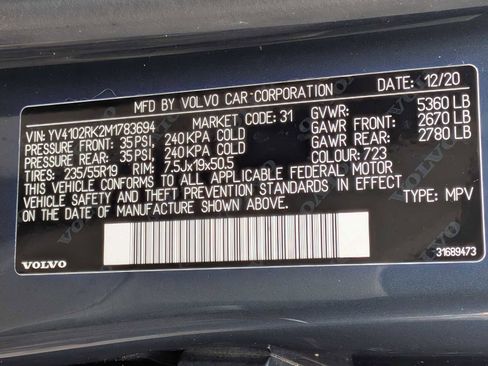 MFD BY VOLVO CAR CORPORATION DATE: 12/20
VIN: YV4102RK2M1783694 MARKET CODE: 31 GVWR: 5360 LB
PRESSURE FRONT: 35 PSI, 240 KPA COLD GAWR FRONT: 2670 LB
PRESSURE REAR: 35 PSI, 240 KPA COLD GAWR REAR: 2780 LB
TIRES: 235/55R19 RIM: 7.5Jx19x50.5 COLOUR: 723
THIS VEHICLE CONFORMS TO ALL APPLICABLE FEDERAL MOTOR
VEHICLE SAFETY AND THEFT PREVENTION STANDARDS IN EFFECT
ON THE DATE OF MANUFACTURE SHOWN ABOVE. TYPE: MPV
VOLVO 31689473